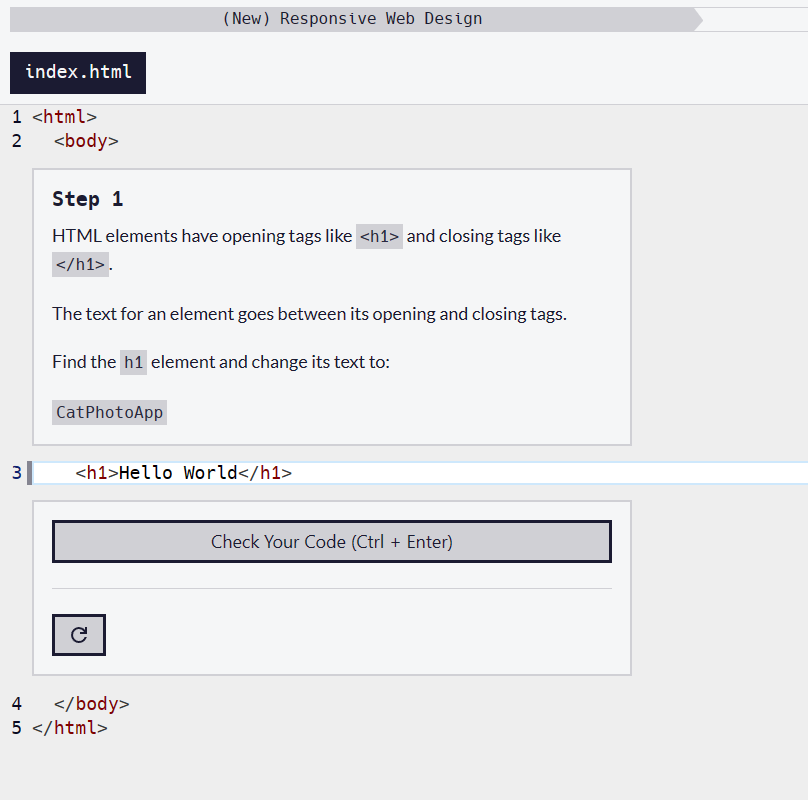 (New) Responsive Web Design
index.html
1 <html>
2   <body>
Step 1
HTML elements have opening tags like <h1> and closing tags like
</h1>.
The text for an element goes between its opening and closing tags.
Find the h1 element and change its text to:
CatPhotoApp
3     <h1>Hello World</h1>
Check Your Code (Ctrl + Enter)
4   </body>
5 </html>